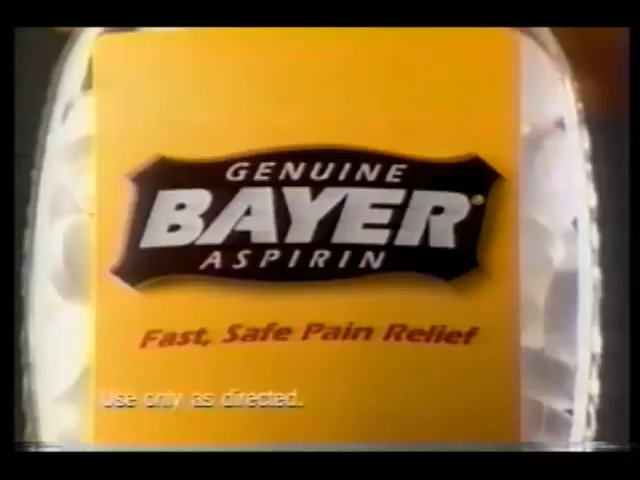 GENUINE
BAYER®
ASPIRIN
Fast, Safe Pain Relief
Use only as directed.